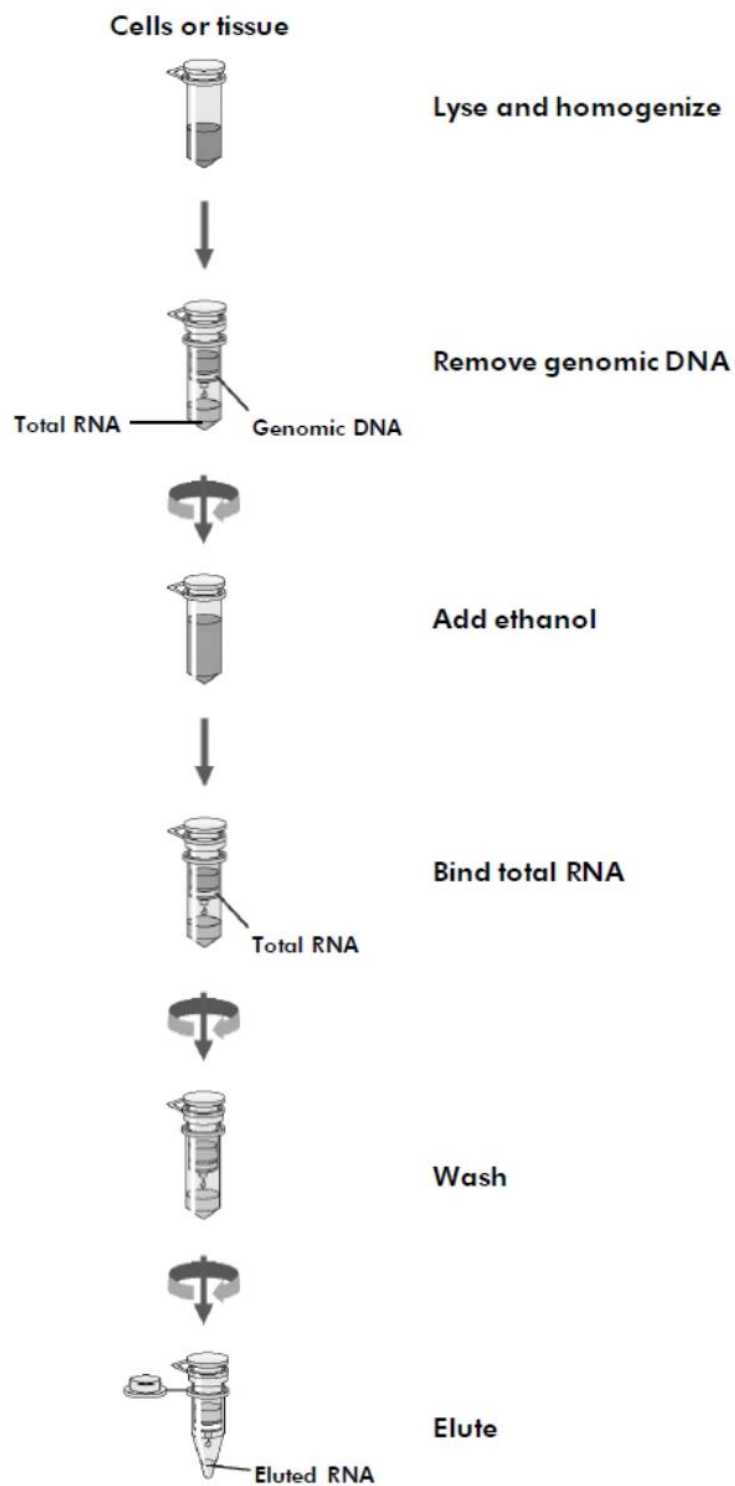 Cells or tissue
Lyse and homogenize
Remove genomic DNA
Total RNA
Genomic DNA
Add ethanol
Bind total RNA
Total RNA
Wash
Elute
Eluted RNA